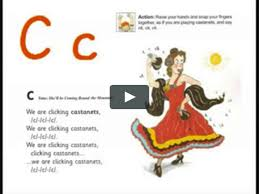 C c
Action: Raise your hands and snap your fingers
together, as if you are playing castanets, and say
ck, ck, ck.
C Tune: She'll be Coming Round the Mountain
We are clicking castanets,
/c/-/c/-/c/.
We are clicking castanets,
/c/-/c/-/c/.
We are clicking castanets,
clicking castanets...
...we are clicking castanets,
/c/-/c/-/c/.